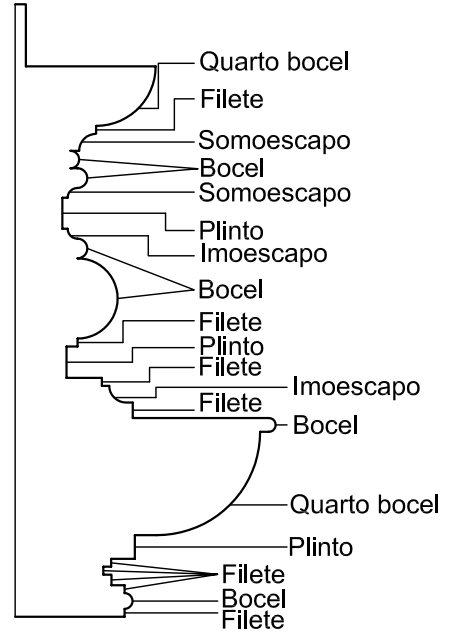 Quarto bocel
Filete
Somoescapo
Bocel
Somoescapo
Plinto
Imoescapo
Bocel
Filete
Plinto
Filete
Imoescapo
Filete
Bocel
Quarto bocel
Plinto
Filete
Bocel
Filete